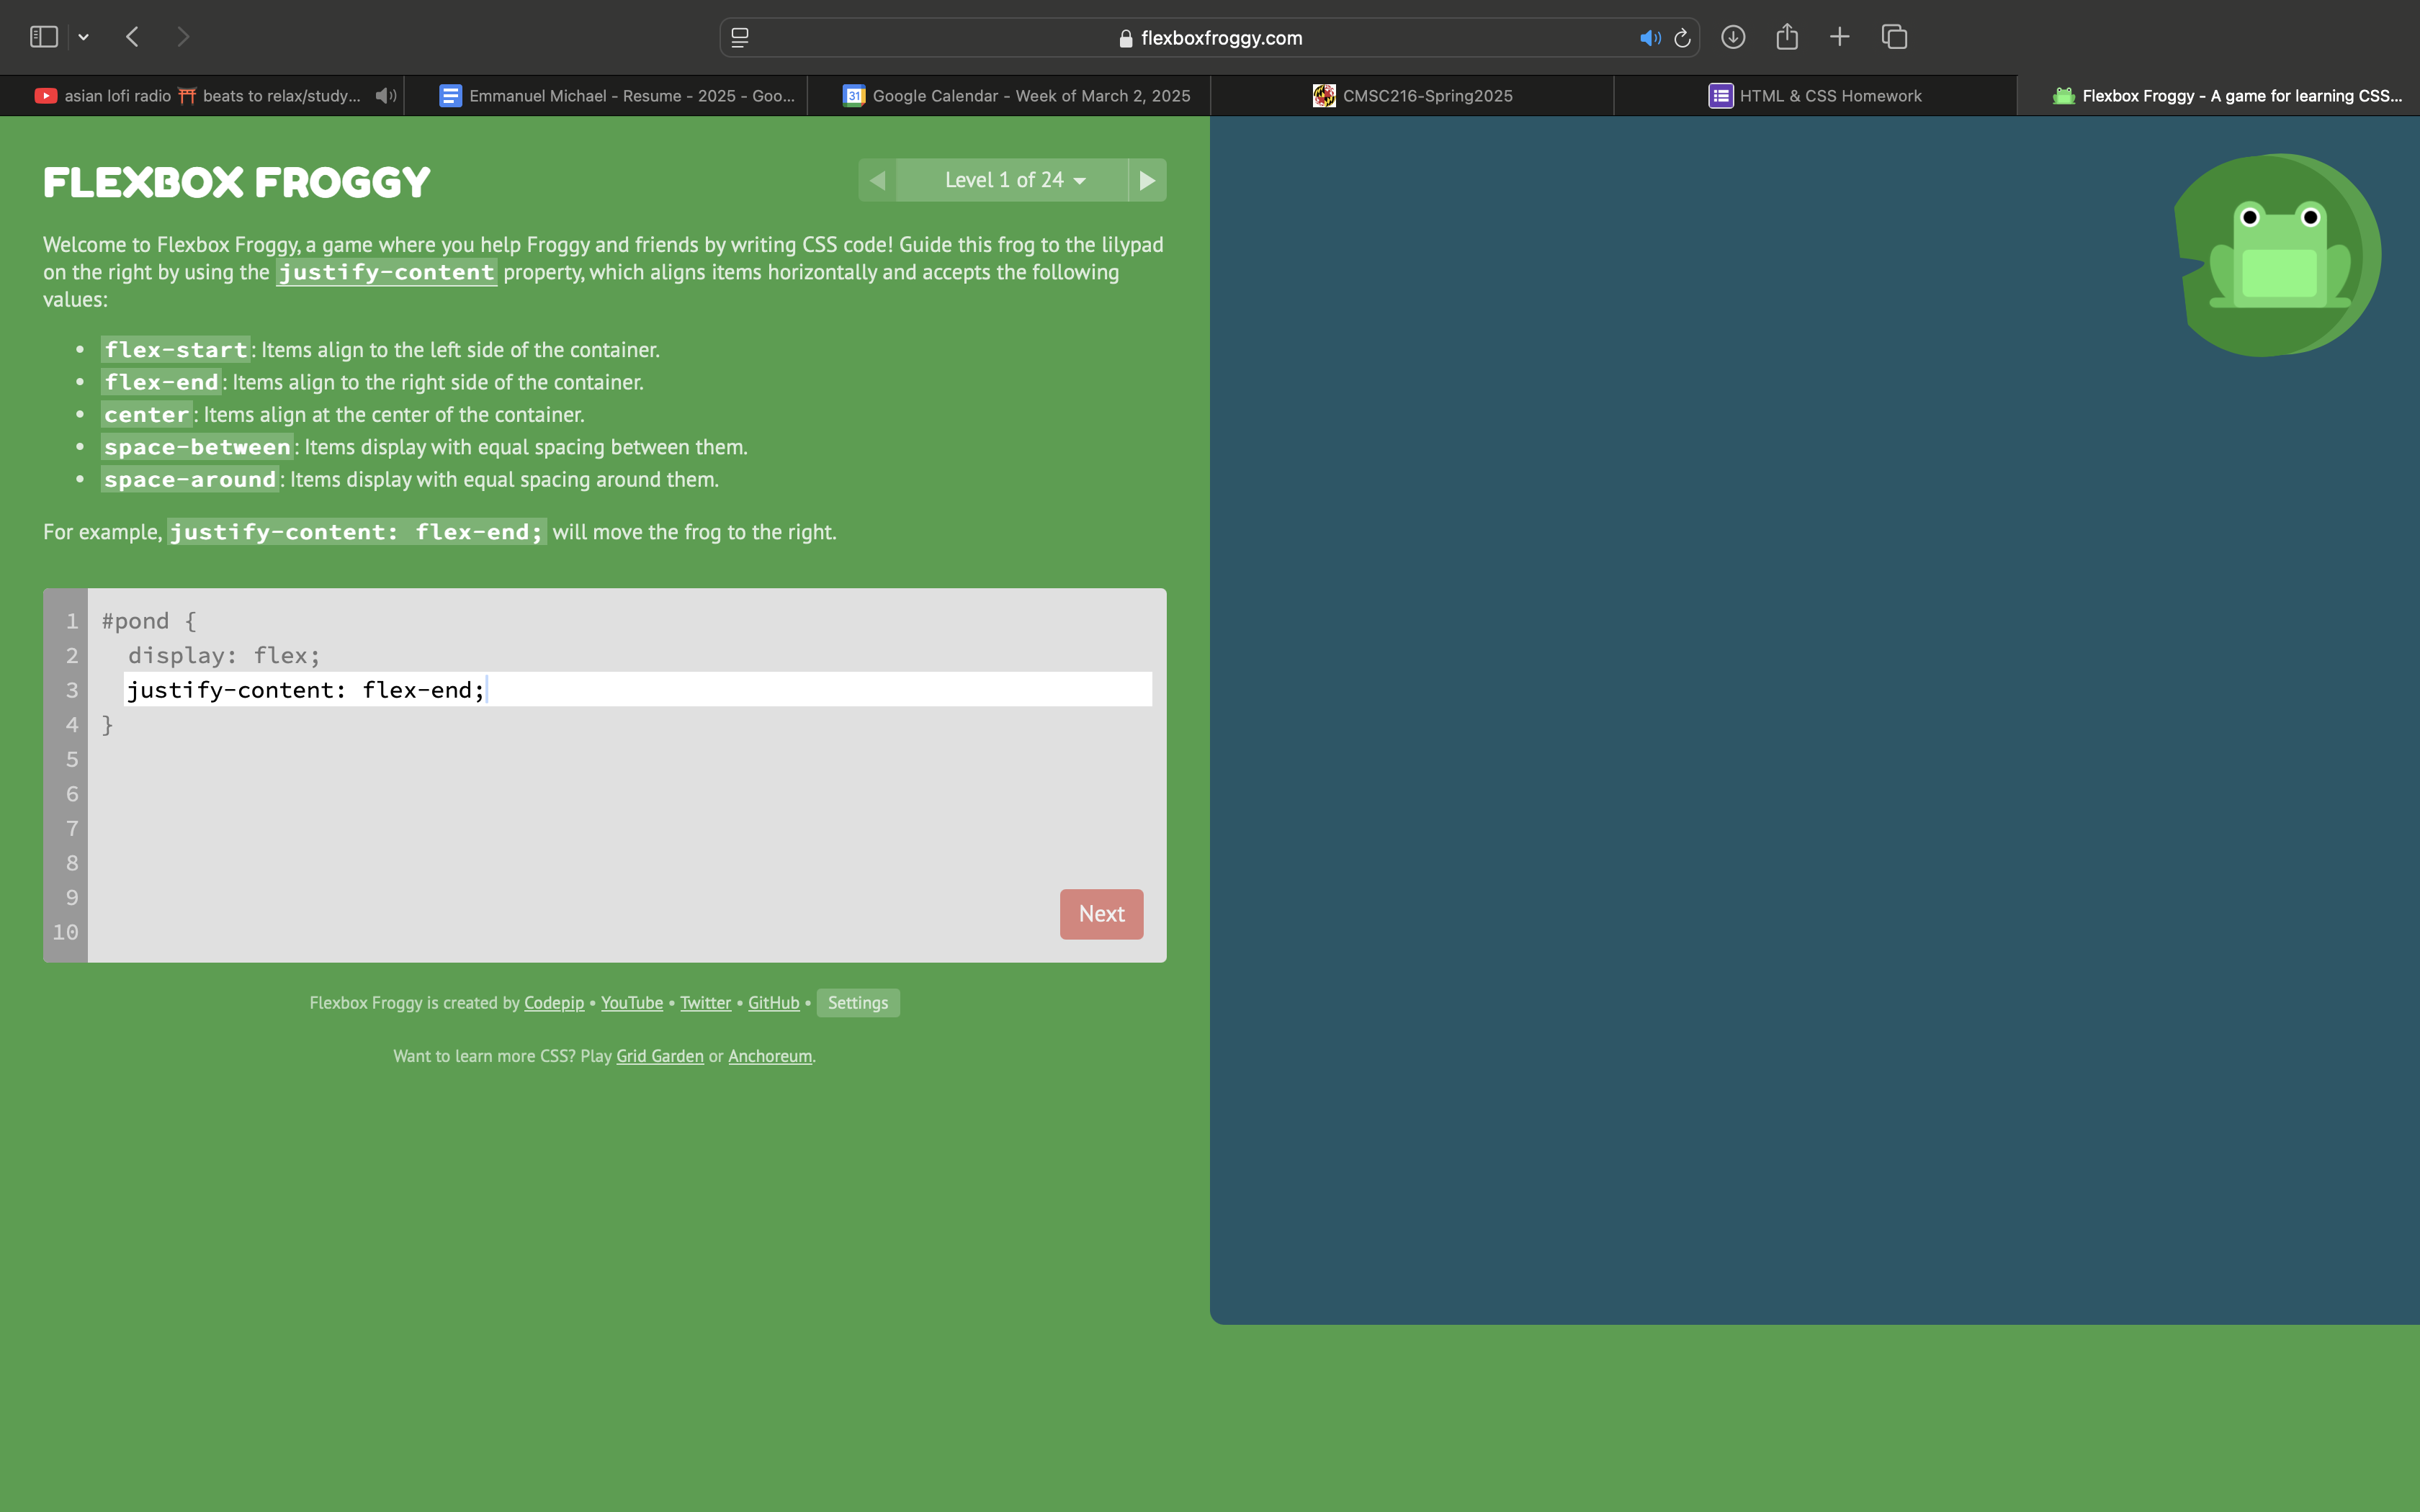 flexboxfroggy.com
asian lofi radio ⛩️ beats to relax/study...
Emmanuel Michael - Resume - 2025 - Goo...
31
Google Calendar - Week of March 2, 2025
CMSC216-Spring2025
HTML & CSS Homework
Flexbox Froggy - A game for learning CSS...
FLEXBOX FROGGY
Level 1 of 24
Welcome to Flexbox Froggy, a game where you help Froggy and friends by writing CSS code! Guide this frog to the lilypad
on the right by using the justify-content property, which aligns items horizontally and accepts the following
values:
• flex-start: Items align to the left side of the container.
• flex-end: Items align to the right side of the container.
• center: Items align at the center of the container.
• space-between: Items display with equal spacing between them.
• space-around: Items display with equal spacing around them.
For example, justify-content: flex-end; will move the frog to the right.
1 #pond {
2 display: flex;
3 justify-content: flex-end;
4 }
5
6
7
8
9
10
Next
Flexbox Froggy is created by Codepip • YouTube • Twitter • GitHub • Settings
Want to learn more CSS? Play Grid Garden or Anchoreum.